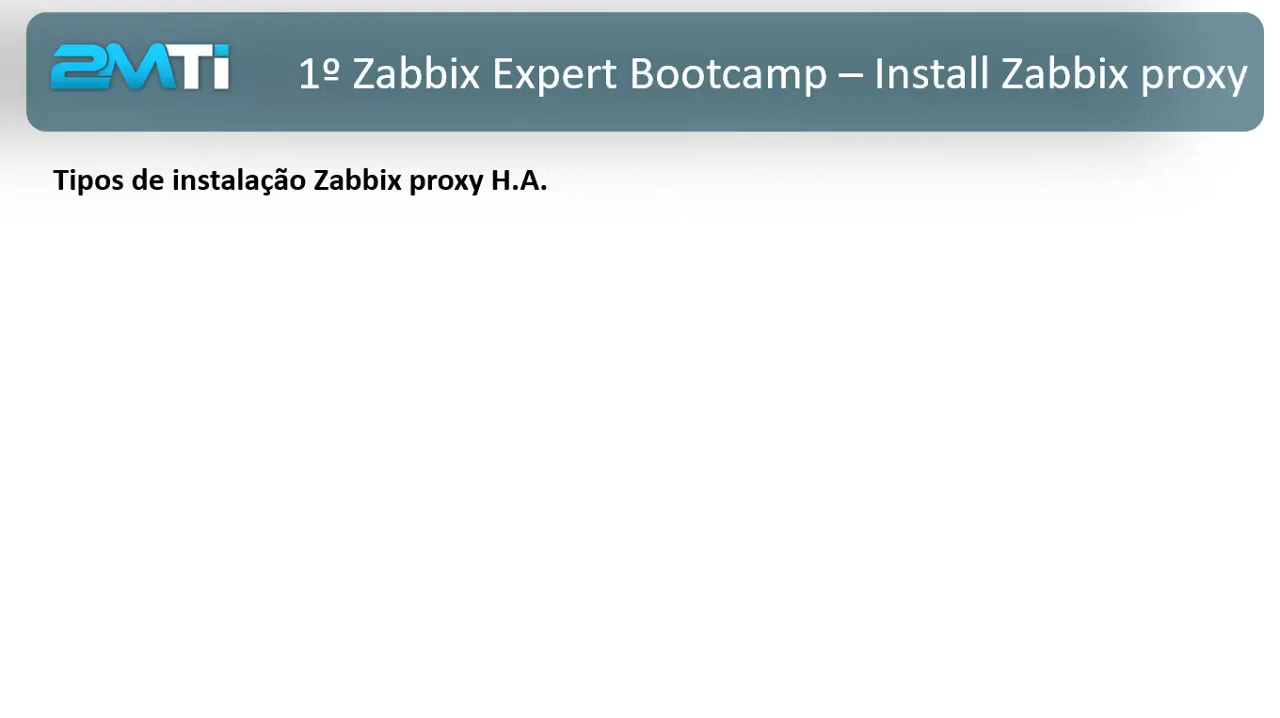 2MTi
1º Zabbix Expert Bootcamp – Install Zabbix proxy
Tipos de instalação Zabbix proxy H.A.